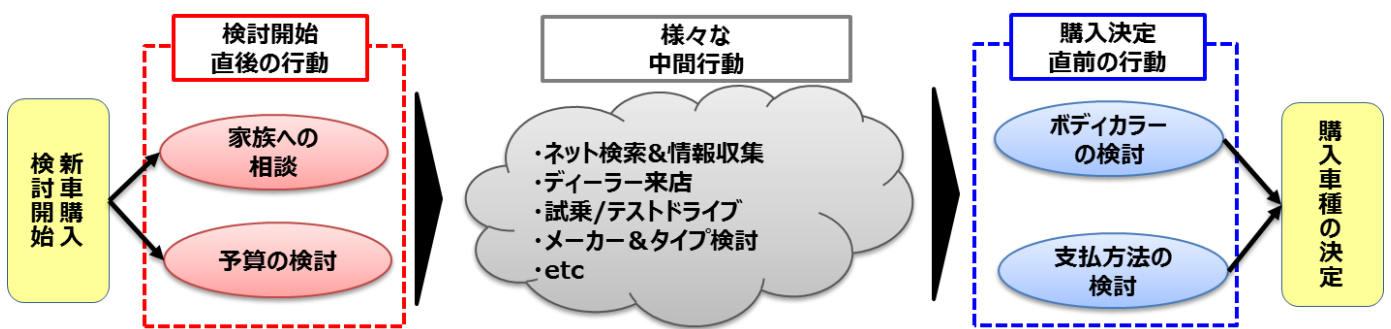 新車購入
検討開始
検討開始
直後の行動
家族への
相談
予算の検討
様々な
中間行動
・ネット検索&情報収集
・ディーラー来店
・試乗/テストドライブ
・メーカー＆タイプ検討
・etc
購入決定
直前の行動
ボディカラー
の検討
支払方法の
検討
購入車種の決定